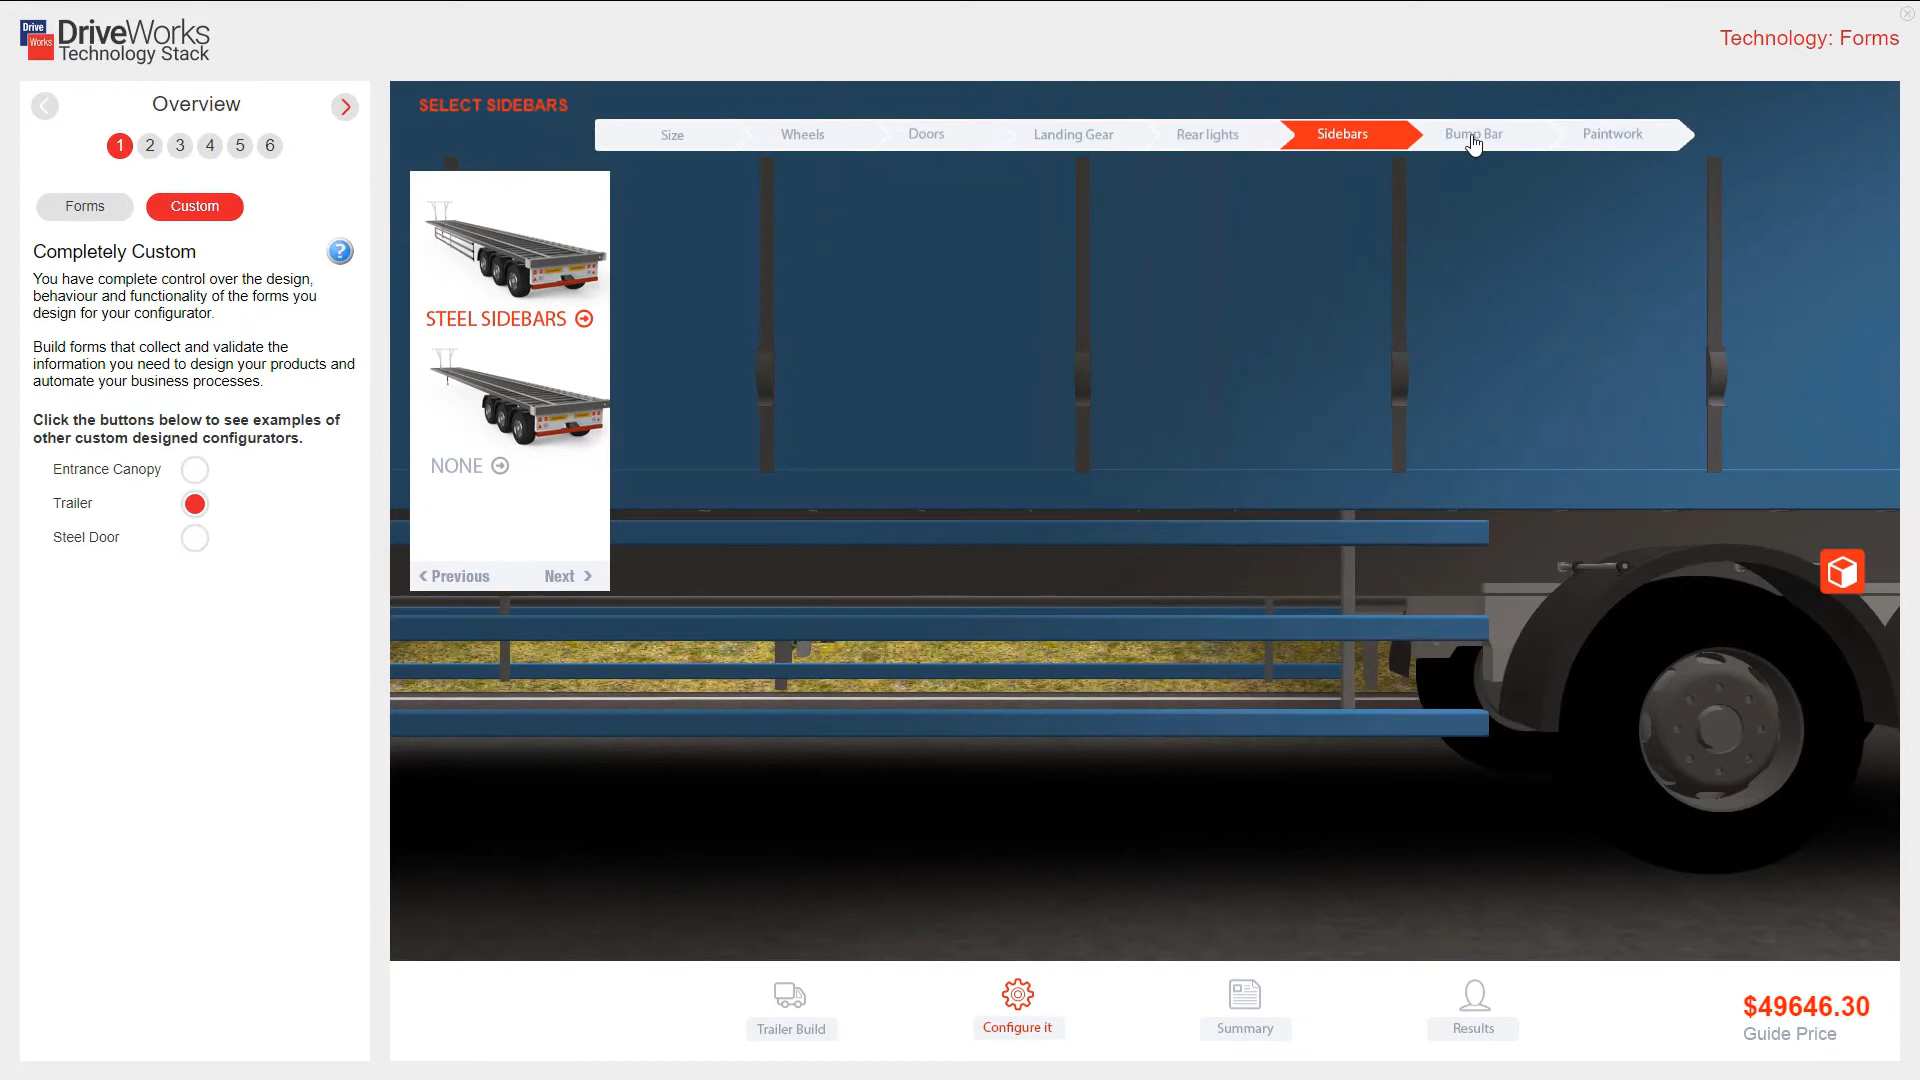 Drive
Works
DriveWorks
Technology Stack
Technology: Forms
Overview
1 2 3 4 5 6
Forms Custom
Completely Custom
?
You have complete control over the design,
behaviour and functionality of the forms you
design for your configurator.
Build forms that collect and validate the
information you need to design your products and
automate your business processes.
Click the buttons below to see examples of
other custom designed configurators.
Entrance Canopy
Trailer
Steel Door
SELECT SIDEBARS
Size Wheels Doors Landing Gear Rear lights Sidebars Bump Bar Paintwork
STEEL SIDEBARS
NONE
Previous Next
Trailer Build Configure it Summary Results
$49646.30
Guide Price